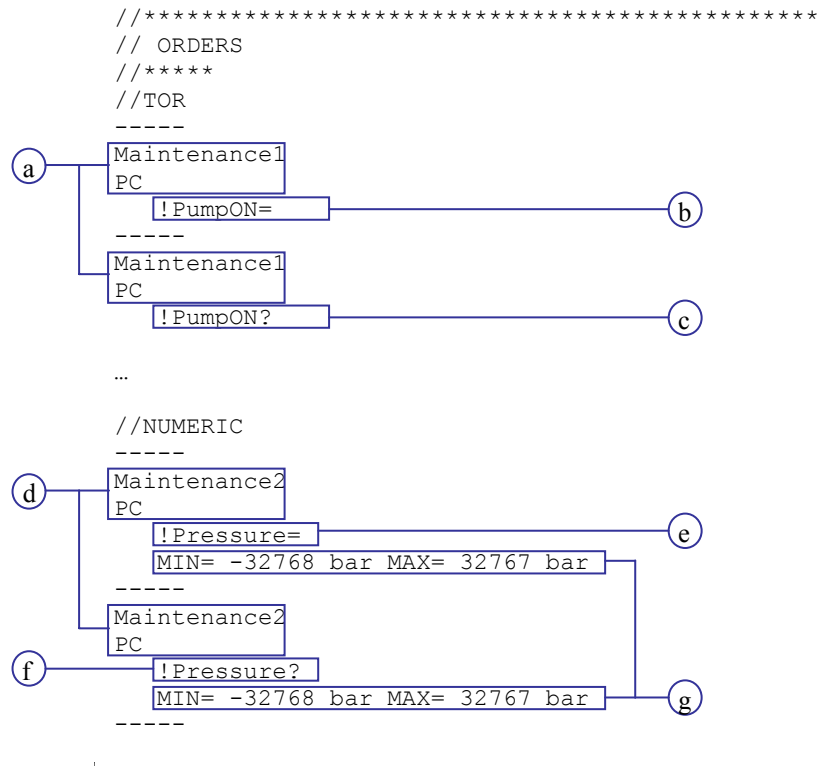 //***********************************************
// ORDERS
//*****
//TOR
-----
a
Maintenance1
PC
!PumpON=
b
-----
Maintenance1
PC
!PumpON?
c
…
//NUMERIC
-----
d
Maintenance2
PC
!Pressure=
e
MIN= -32768 bar MAX= 32767 bar
-----
Maintenance2
PC
f
!Pressure?
MIN= -32768 bar MAX= 32767 bar
g
-----